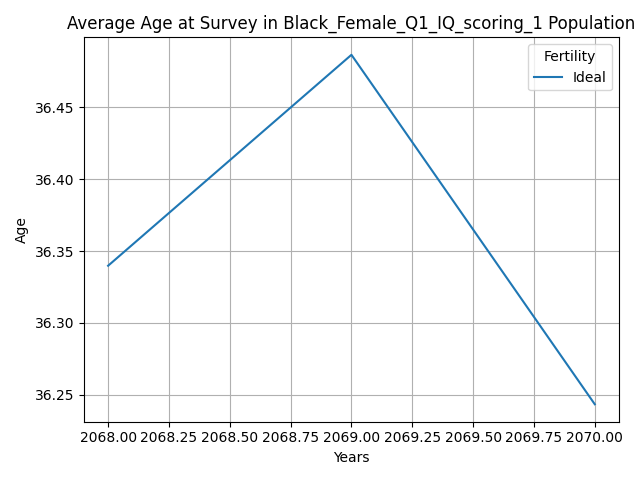 Average Age at Survey in Black_Female_Q1_IQ_scoring_1 Population
Fertility
Ideal
36.45
36.40
36.35
36.30
36.25
Age
2068.00 2068.25 2068.50 2068.75 2069.00 2069.25 2069.50 2069.75 2070.00
Years